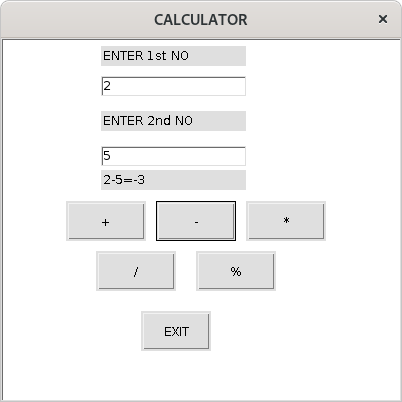 CALCULATOR ×
ENTER 1st NO
2
ENTER 2nd NO
5
2-5=-3
+ - *
/ %
EXIT